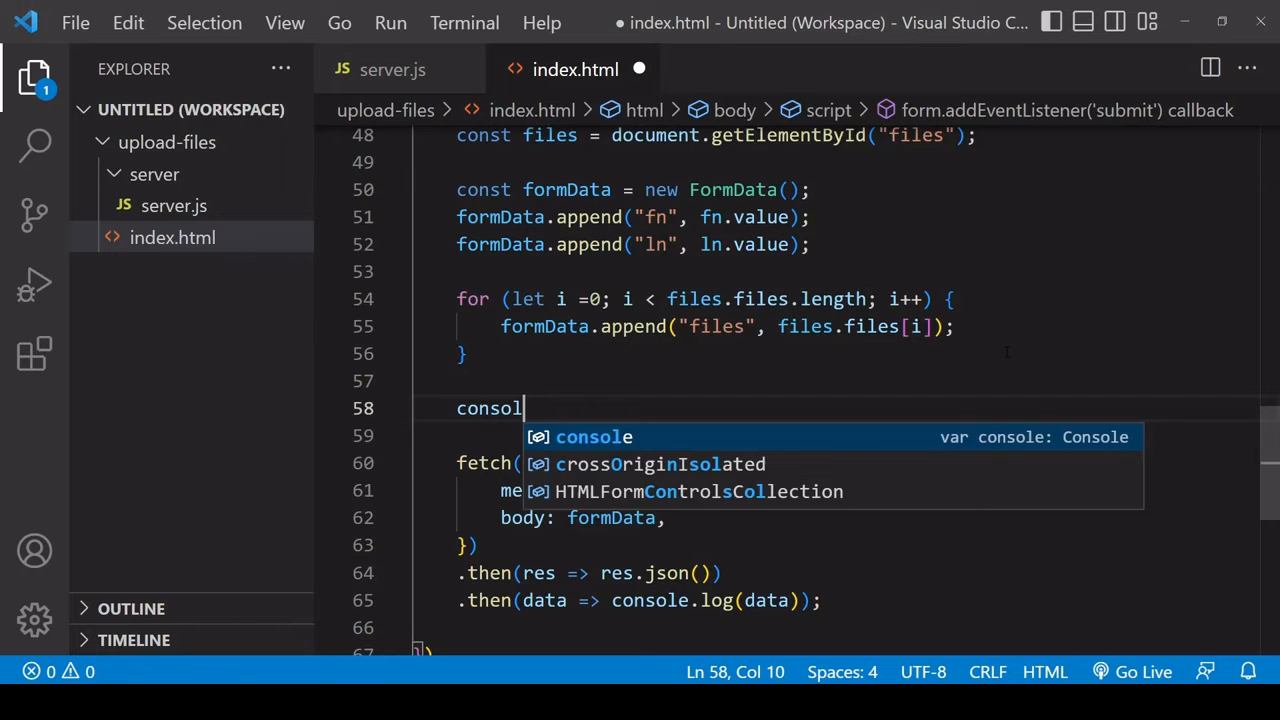 File Edit Selection View Go Run Terminal Help ● index.html - Untitled (Workspace) - Visual Studio C...
EXPLORER ...
JS server.js
<> index.html ●
UNTITLED (WORKSPACE)
upload-files
server
JS server.js
<> index.html
OUTLINE
TIMELINE
1
upload-files > <> index.html > html > body > script > form.addEventListener('submit') callback
48 const files = document.getElementById("files");
49
50 const formData = new FormData();
51 formData.append("fn", fn.value);
52 formData.append("ln", ln.value);
53
54 for (let i =0; i < files.files.length; i++) {
55 formData.append("files", files.files[i]);
56 }
57
58 consol
console var console: Console
crossOriginIsolated
HTMLFormControlsCollection
59
60 fetch(
61 me
62 body: formData,
63 })
64 .then(res => res.json())
65 .then(data => console.log(data));
66
67 })
0 0 Ln 58, Col 10 Spaces: 4 UTF-8 CRLF HTML Go Live